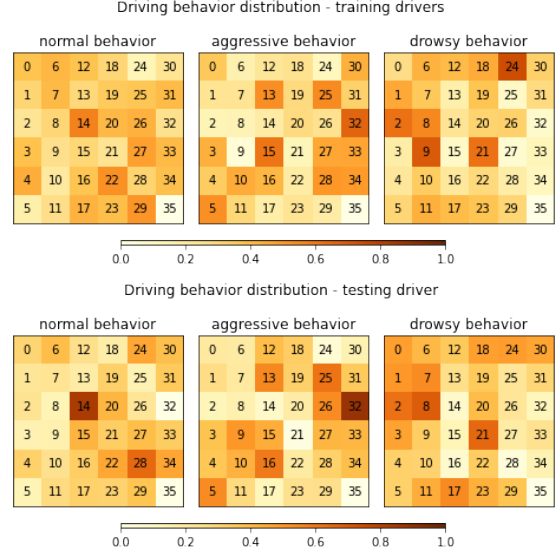 Driving behavior distribution - training drivers
normal behavior aggressive behavior drowsy behavior
0 6 12 18 24 30 0 6 12 18 24 30 0 6 12 18 24 30
1 7 13 19 25 31 1 7 13 19 25 31 1 7 13 19 25 31
2 8 14 20 26 32 2 8 14 20 26 32 2 8 14 20 26 32
3 9 15 21 27 33 3 9 15 21 27 33 3 9 15 21 27 33
4 10 16 22 28 34 4 10 16 22 28 34 4 10 16 22 28 34
5 11 17 23 29 35 5 11 17 23 29 35 5 11 17 23 29 35
0.0 0.2 0.4 0.6 0.8 1.0
Driving behavior distribution - testing driver
normal behavior aggressive behavior drowsy behavior
0 6 12 18 24 30 0 6 12 18 24 30 0 6 12 18 24 30
1 7 13 19 25 31 1 7 13 19 25 31 1 7 13 19 25 31
2 8 14 20 26 32 2 8 14 20 26 32 2 8 14 20 26 32
3 9 15 21 27 33 3 9 15 21 27 33 3 9 15 21 27 33
4 10 16 22 28 34 4 10 16 22 28 34 4 10 16 22 28 34
5 11 17 23 29 35 5 11 17 23 29 35 5 11 17 23 29 35
0.0 0.2 0.4 0.6 0.8 1.0